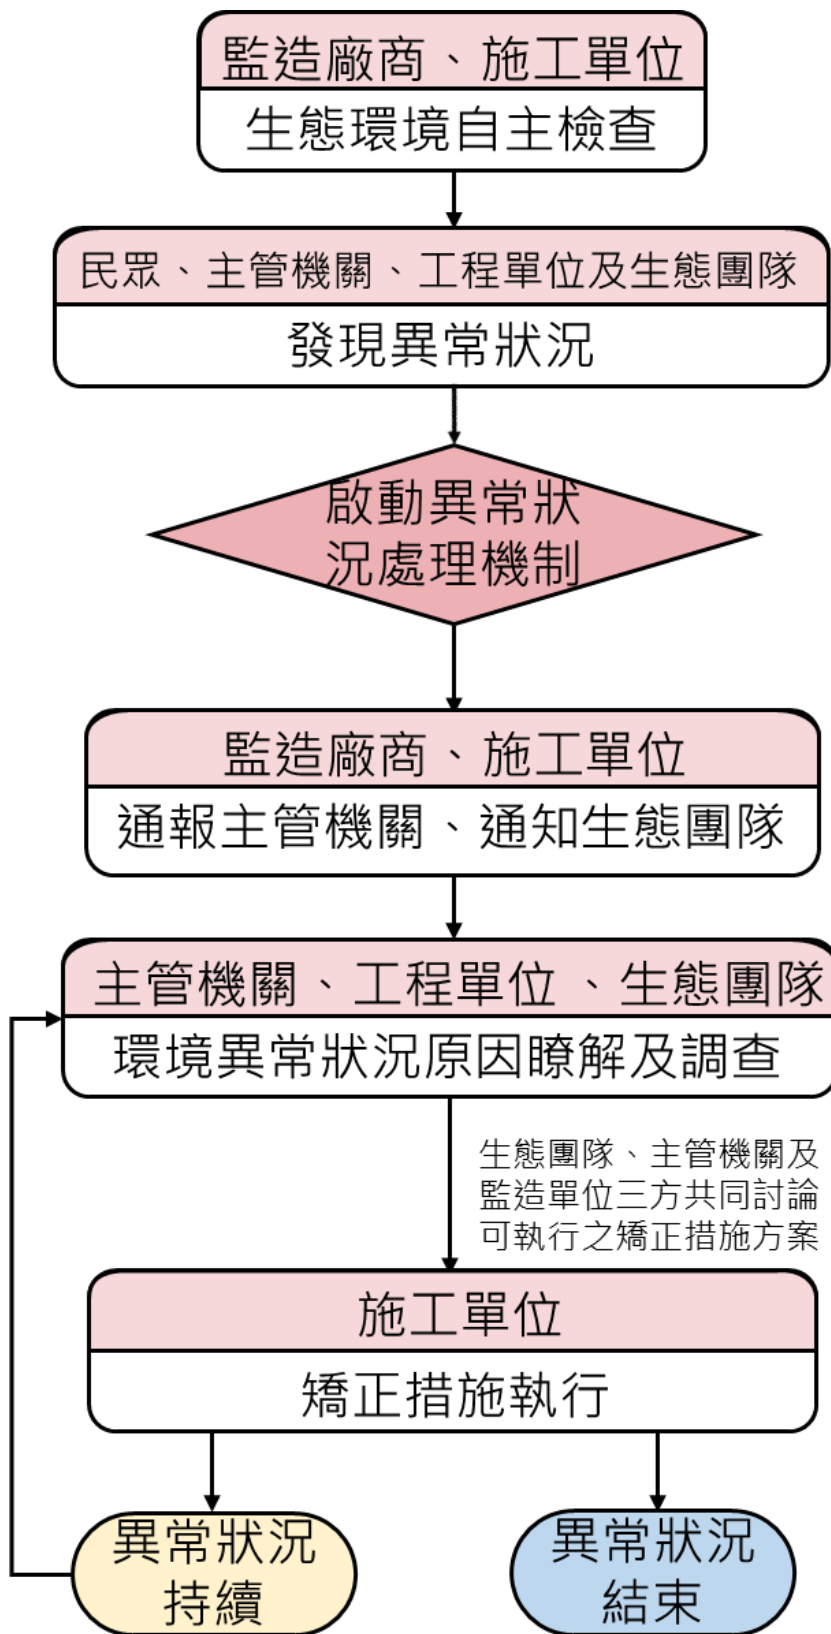 監造廠商、施工單位
生態環境自主檢查
民眾、主管機關、工程單位及生態團隊
發現異常狀況
啟動異常狀
況處理機制
監造廠商、施工單位
通報主管機關、通知生態團隊
主管機關、工程單位、生態團隊
環境異常狀況原因瞭解及調查
生態團隊、主管機關及
監造單位三方共同討論
可執行之矯正措施方案
施工單位
矯正措施執行
異常狀況
持續
異常狀況
結束